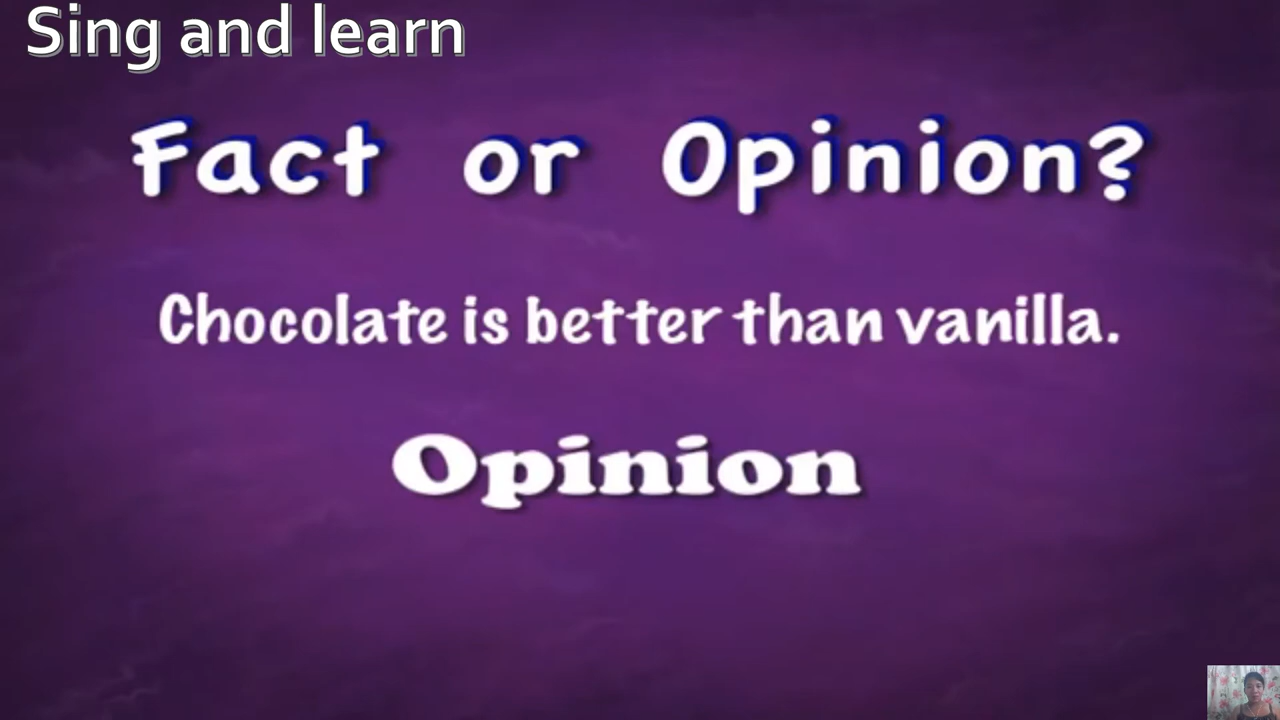 Sing and learn
Fact or Opinion?
Chocolate is better than vanilla.
Opinion